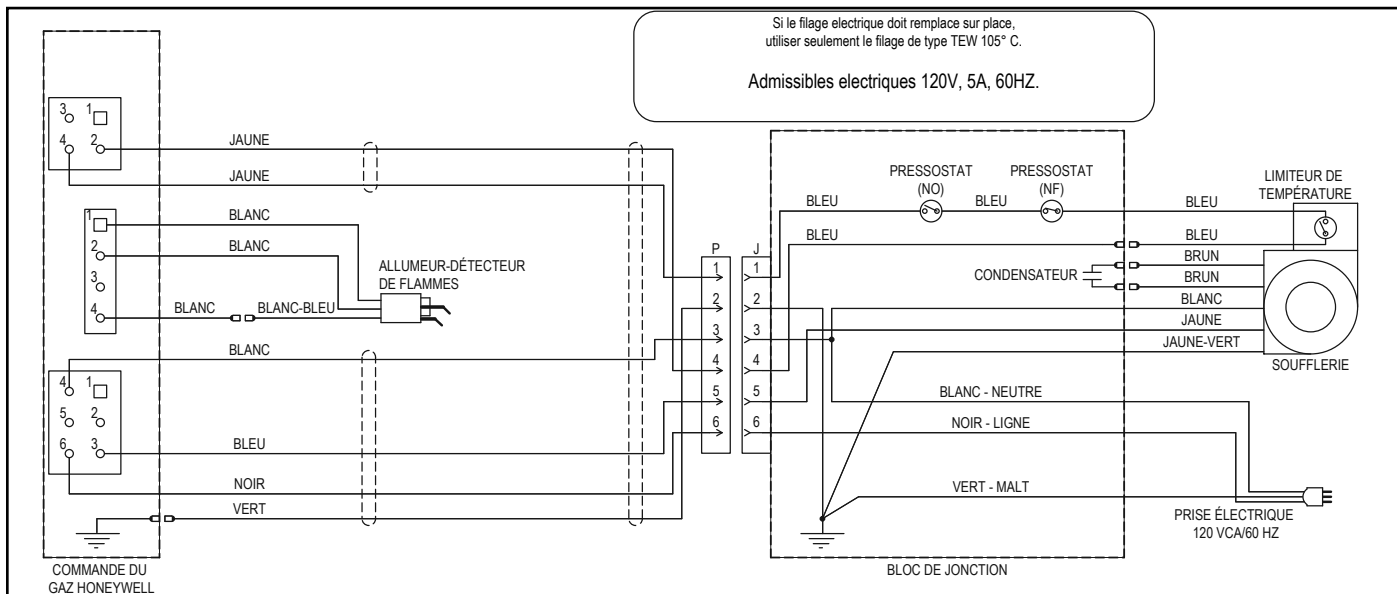 Si le filage electrique doit remplace sur place,
utiliser seulement le filage de type TEW 105° C.
Admissibles electriques 120V, 5A, 60HZ.
3 1
4 2
JAUNE
JAUNE
1
2
3
4
BLANC
BLANC
BLANC
BLANC-BLEU
ALLUMEUR-DÉTECTEUR
DE FLAMMES
4 1
5 2
6 3
BLANC
BLEU
NOIR
VERT
COMMANDE DU
GAZ HONEYWELL
P J
1 1
2 2
3 3
4 4
5 5
6 6
PRESSOSTAT
(NO)
PRESSOSTAT
(NF)
BLEU
BLEU
BLEU
BLEU
BLEU
LIMITEUR DE
TEMPÉRATURE
CONDENSATEUR
BRUN
BRUN
BLANC
JAUNE
JAUNE-VERT
SOUFFLERIE
BLANC - NEUTRE
NOIR - LIGNE
VERT - MALT
PRISE ÉLECTRIQUE
120 VCA/60 HZ
BLOC DE JONCTION